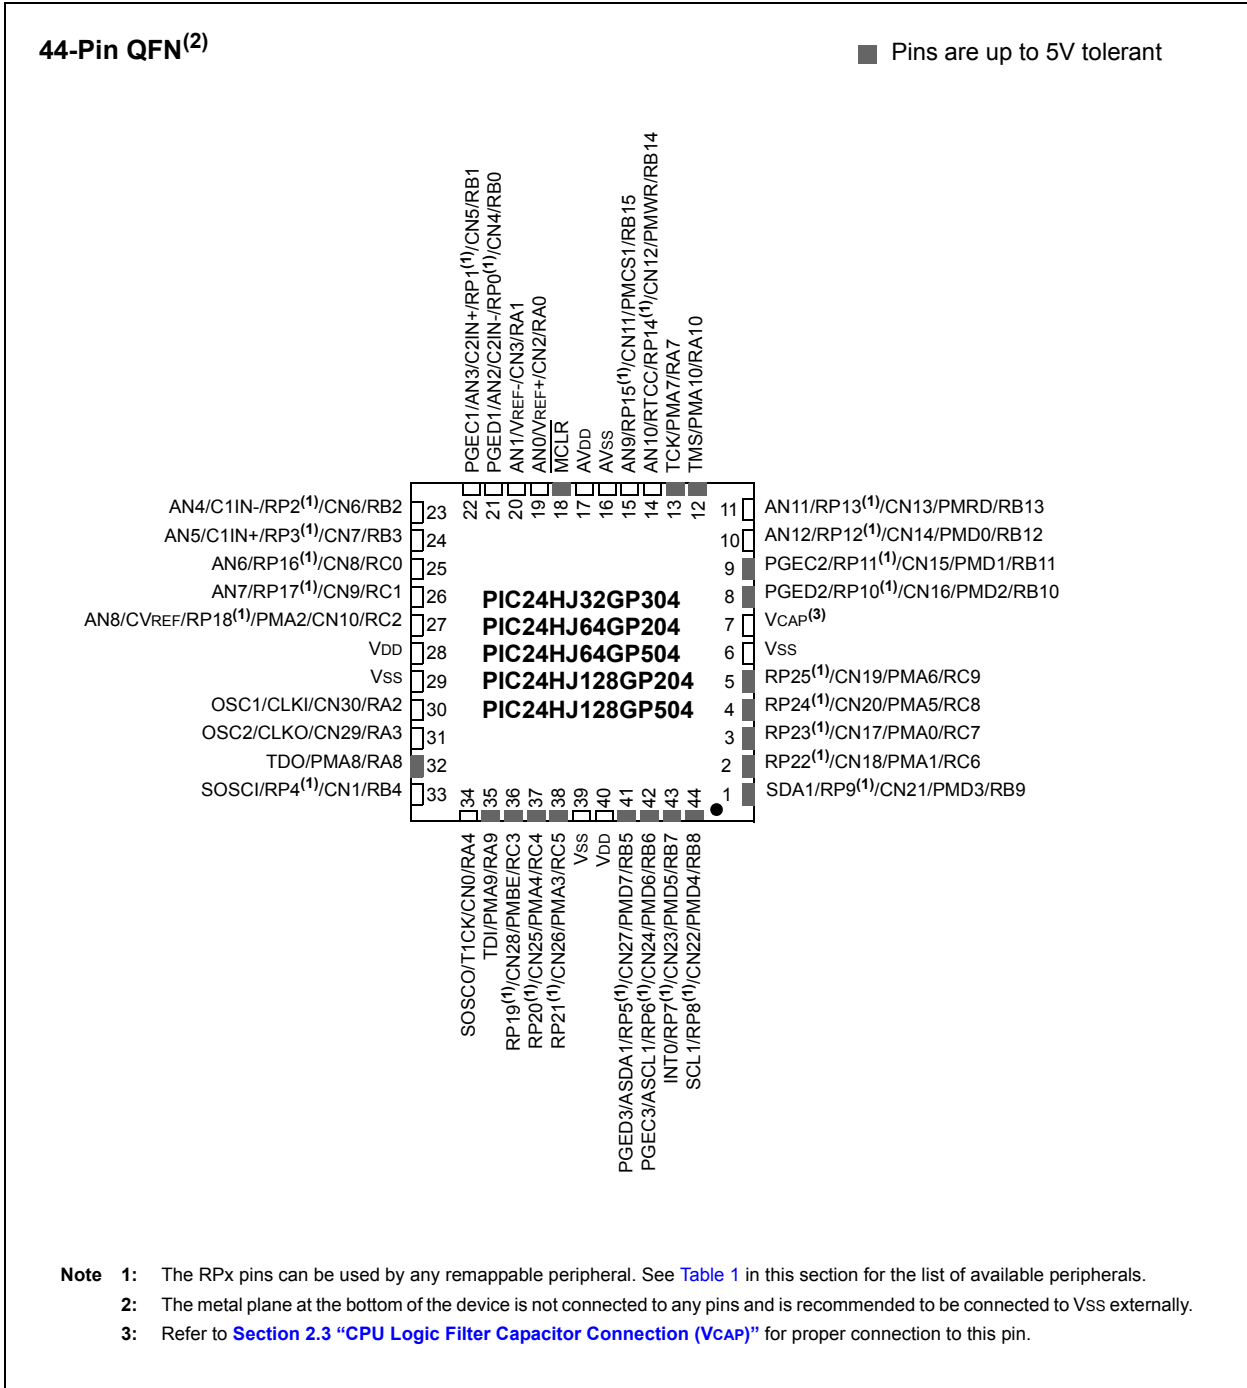 44-Pin QFN(2)
Pins are up to 5V tolerant
PGEC1/AN3/C2IN+/RP1(1)/CN5/RB1
PGED1/AN2/C2IN-/RP0(1)/CN4/RB0
AN1/VREF-/CN3/RA1
AN0/VREF+/CN2/RA0
MCLR
AVDD
AVSS
AN9/RP15(1)/CN11/PMCS1/RB15
AN10/RTCC/RP14(1)/CN12/PMWR/RB14
TCK/PMA7/RA7
TMS/PMA10/RA10
22 21 20 19 18 17 16 15 14 13 12
AN4/C1IN-/RP2(1)/CN6/RB2 23
AN5/C1IN+/RP3(1)/CN7/RB3 24
AN6/RP16(1)/CN8/RC0 25
AN7/RP17(1)/CN9/RC1 26
AN8/CVREF/RP18(1)/PMA2/CN10/RC2 27
VDD 28
VSS 29
OSC1/CLKI/CN30/RA2 30
OSC2/CLKO/CN29/RA3 31
TDO/PMA8/RA8 32
SOSCI/RP4(1)/CN1/RB4 33
PIC24HJ32GP304
PIC24HJ64GP204
PIC24HJ64GP504
PIC24HJ128GP204
PIC24HJ128GP504
11 AN11/RP13(1)/CN13/PMRD/RB13
10 AN12/RP12(1)/CN14/PMD0/RB12
9 PGEC2/RP11(1)/CN15/PMD1/RB11
8 PGED2/RP10(1)/CN16/PMD2/RB10
7 VCAP(3)
6 VSS
5 RP25(1)/CN19/PMA6/RC9
4 RP24(1)/CN20/PMA5/RC8
3 RP23(1)/CN17/PMA0/RC7
2 RP22(1)/CN18/PMA1/RC6
1 SDA1/RP9(1)/CN21/PMD3/RB9
34 35 36 37 38 39 40 41 42 43 44
SOSCO/T1CK/CN0/RA4
TDI/PMA9/RA9
RP19(1)/CN28/PMBE/RC3
RP20(1)/CN25/PMA4/RC4
RP21(1)/CN26/PMA3/RC5
VSS
VDD
PGED3/ASDA1/RP5(1)/CN27/PMD7/RB5
PGEC3/ASCL1/RP6(1)/CN24/PMD6/RB6
INT0/RP7(1)/CN23/PMD5/RB7
SCL1/RP8(1)/CN22/PMD4/RB8
Note 1: The RPx pins can be used by any remappable peripheral. See Table 1 in this section for the list of available peripherals.
2: The metal plane at the bottom of the device is not connected to any pins and is recommended to be connected to VSS externally.
3: Refer to Section 2.3 “CPU Logic Filter Capacitor Connection (VCAP)” for proper connection to this pin.